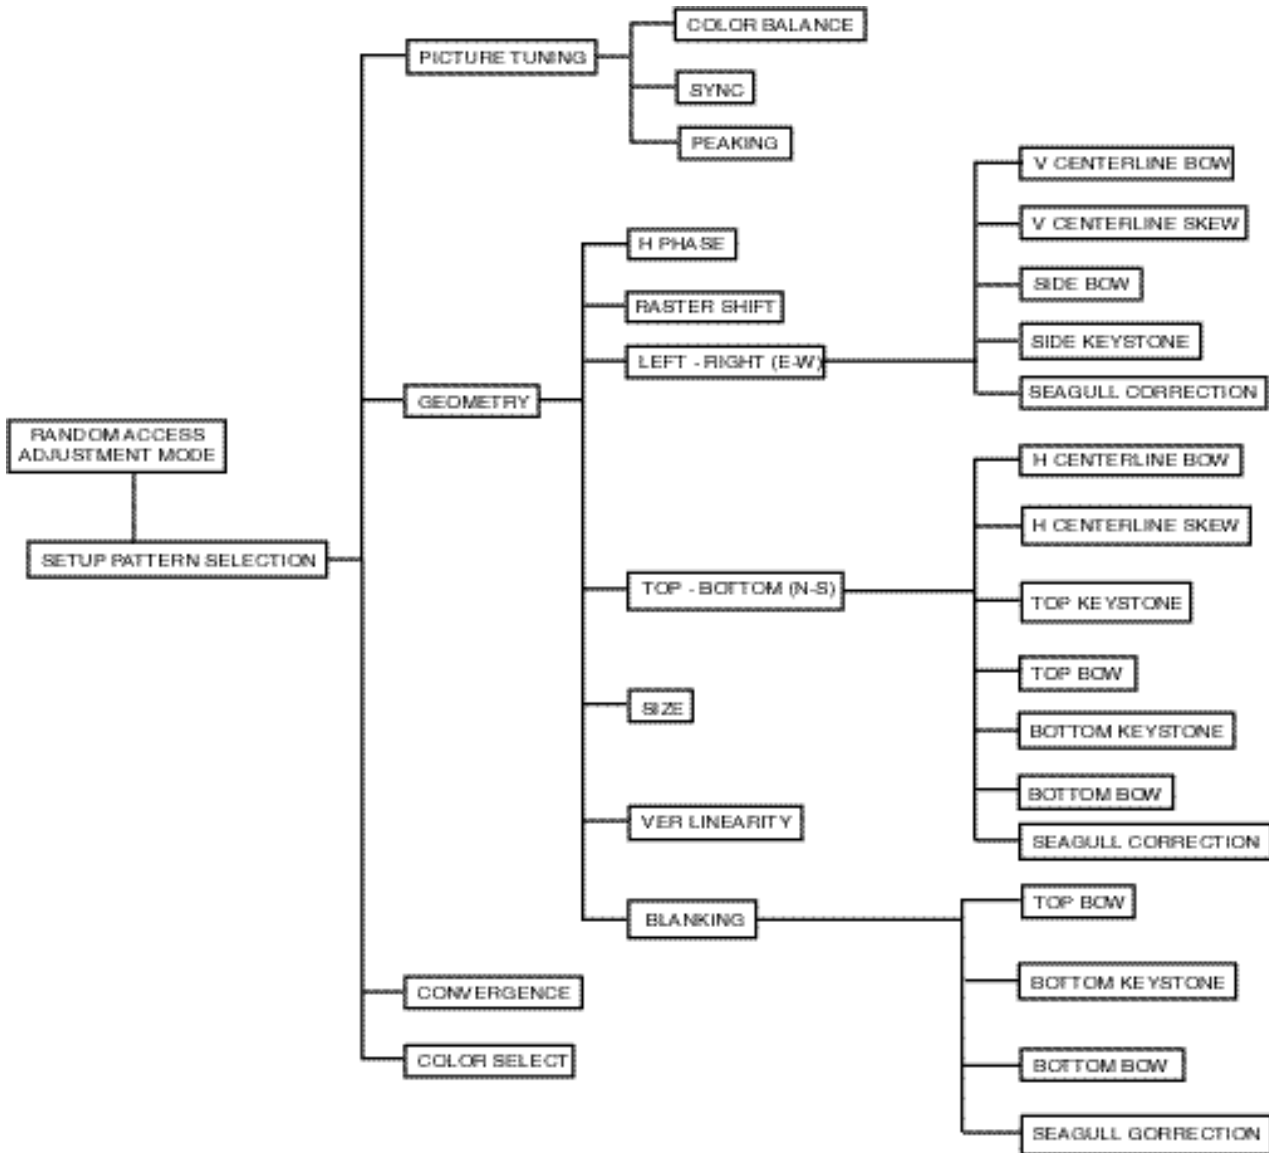 COLOR BALANCE
PICTURE TUNING
SYNC
PEAKING
V CENTERLINE BOW
V CENTERLINE SKEW
H PHASE
SIDE BOW
RASTER SHIFT
SIDE KEYSTONE
LEFT - RIGHT (E-W)
SEAGULL CORRECTION
GEOMETRY
RANDOM ACCESS
ADJUSTMENT MODE
H CENTERLINE BOW
H CENTERLINE SKEW
SETUP PATTERN SELECTION
TOP - BOTTOM (N-S)
TOP KEYSTONE
TOP BOW
SIZE
BOTTOM KEYSTONE
BOTTOM BOW
VER LINEARITY
SEAGULL CORRECTION
TOP BOW
BLANKING
BOTTOM KEYSTONE
CONVERGENCE
COLOR SELECT
BOTTOM BOW
SEAGULL GORRECTION